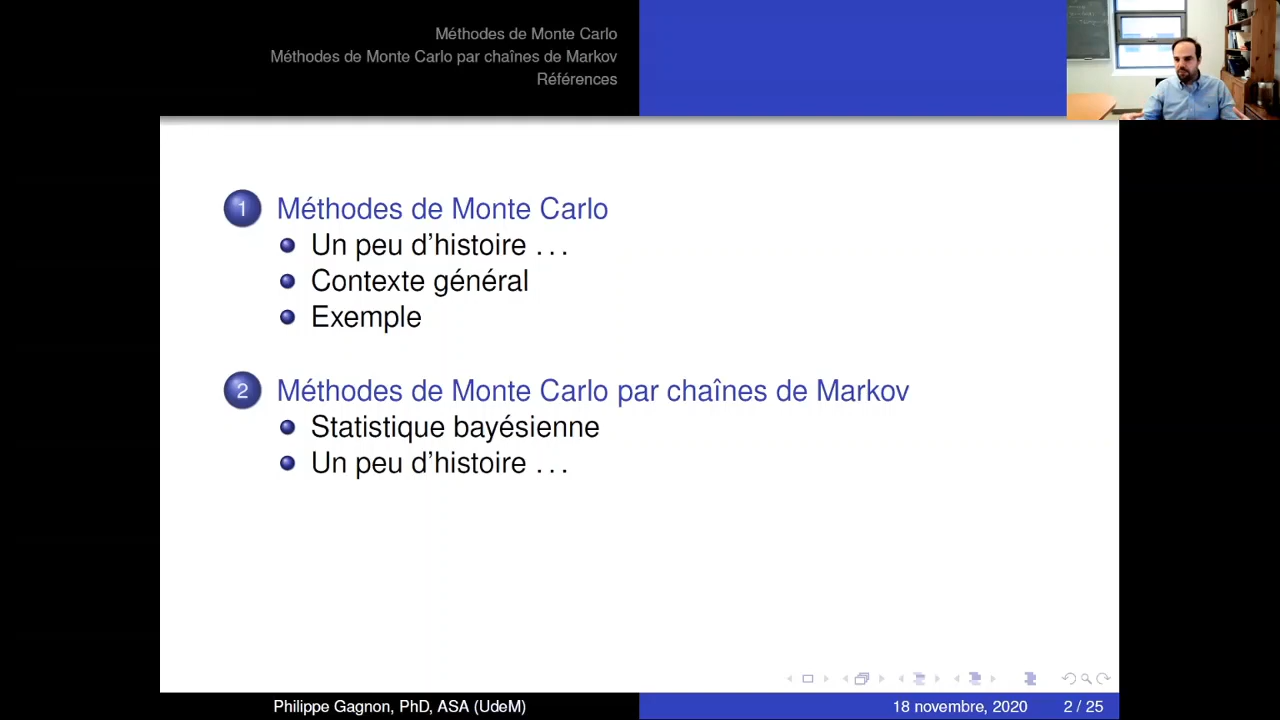 Méthodes de Monte Carlo
Méthodes de Monte Carlo par chaînes de Markov
Références
1 Méthodes de Monte Carlo
Un peu d'histoire . . .
Contexte général
Exemple
2 Méthodes de Monte Carlo par chaînes de Markov
Statistique bayésienne
Un peu d'histoire . . .
Philippe Gagnon, PhD, ASA (UdeM)
18 novembre, 2020
2 / 25